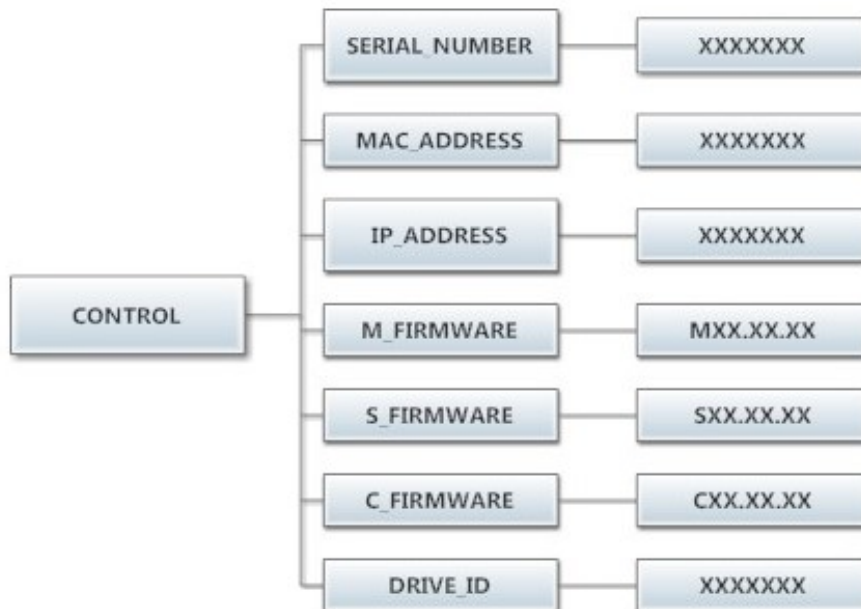 SERIAL_NUMBER XXXXXXX
MAC_ADDRESS XXXXXXX
IP_ADDRESS XXXXXXX
CONTROL
M_FIRMWARE MXX.XX.XX
S_FIRMWARE SXX.XX.XX
C_FIRMWARE CXX.XX.XX
DRIVE_ID XXXXXXX